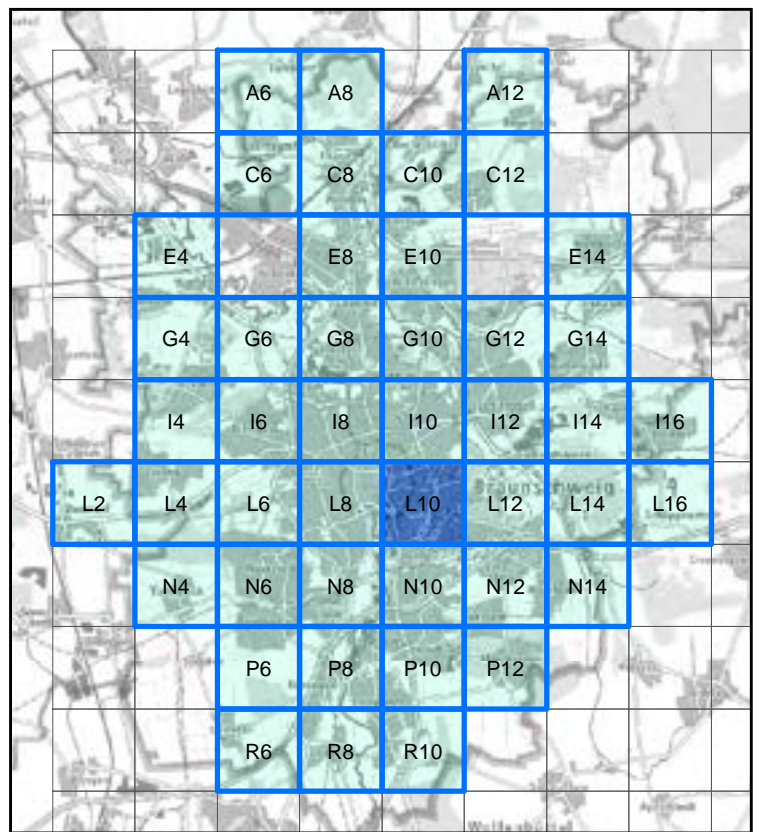 A6 A8 A12
C6 C8 C10 C12
E4 E8 E10 E14
G4 G6 G8 G10 G12 G14
I4 I6 I8 I10 I12 I14 I16
Braunschweig
L2 L4 L6 L8 L10 L12 L14 L16
N4 N6 N8 N10 N12 N14
P6 P8 P10 P12
R6 R8 R10
Wolfenbüttel